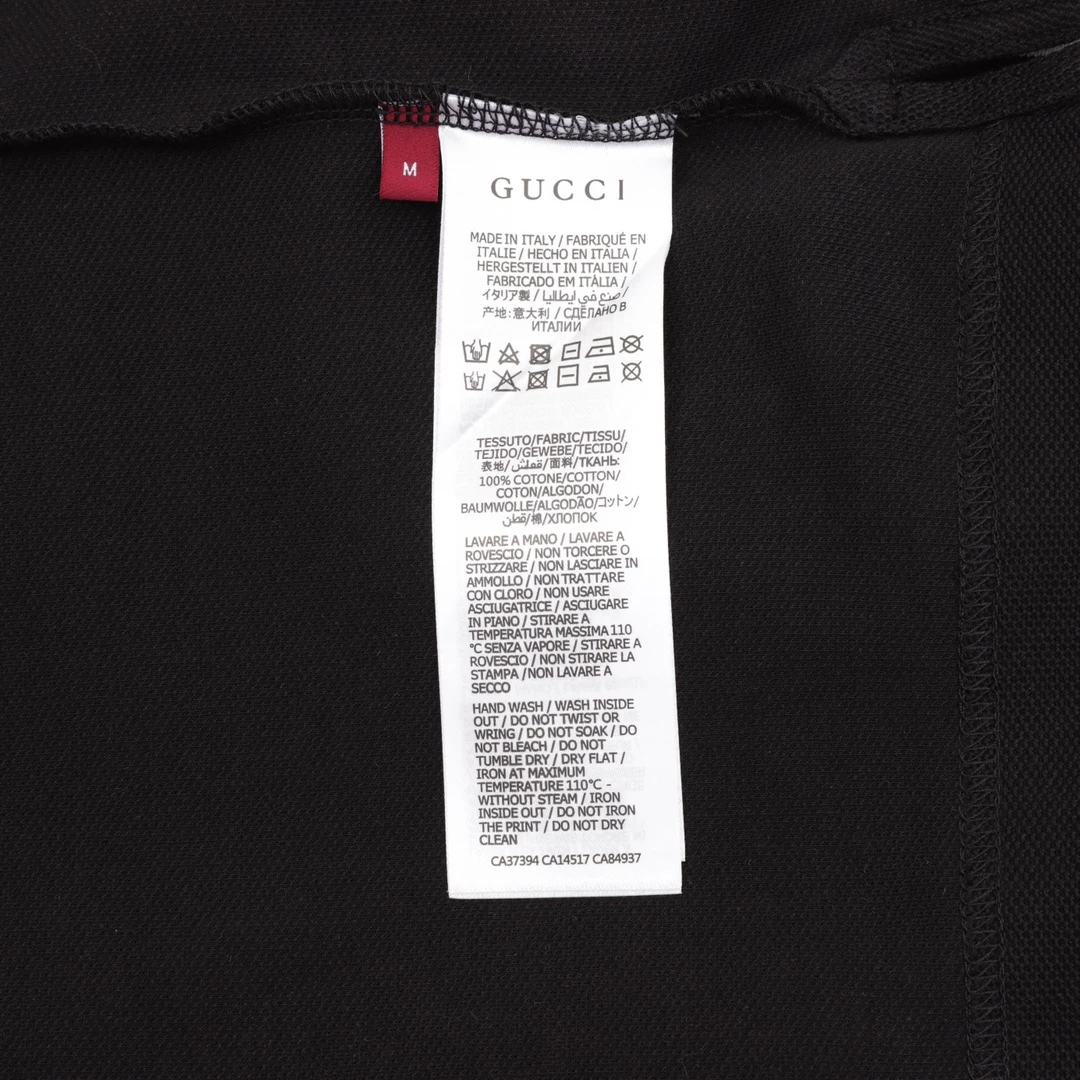 M
GUCCI
MADE IN ITALY / FABRIQUÉ EN
ITALIE / HECHO EN ITALIA /
HERGESTELLT IN ITALIEN /
FABRICADO EM ITÁLIA /
イタリア製 / صنع في ايطاليا /
产地:意大利 / СДЕЛАНО В
ИТАЛИИ
TESSUTO/FABRIC/TISSU/
TEJIDO/GEWEBE/TECIDO/
表地/قمقلش/面料/ТКАНЬ:
100% COTONE/COTTON/
COTON/ALGODON/
BAUMWOLLE/ALGODÃO/コットン/
قطن/棉/ХЛОПОК
LAVARE A MANO / LAVARE A
ROVESCIO / NON TORCERE O
STRIZZARE / NON LASCIARE IN
AMMOLLO / NON TRATTARE
CON CLORO / NON USARE
ASCIUGATRICE / ASCIUGARE
IN PIANO / STIRARE A
TEMPERATURA MASSIMA 110
°C SENZA VAPORE / STIRARE A
ROVESCIO / NON STIRARE LA
STAMPA /NON LAVARE A
SECCO
HAND WASH / WASH INSIDE
OUT / DO NOT TWIST OR
WRING / DO NOT SOAK / DO
NOT BLEACH / DO NOT
TUMBLE DRY / DRY FLAT /
IRON AT MAXIMUM
TEMPERATURE 110°C -
WITHOUT STEAM / IRON
INSIDE OUT / DO NOT IRON
THE PRINT / DO NOT DRY
CLEAN
CA37394 CA14517 CA84937